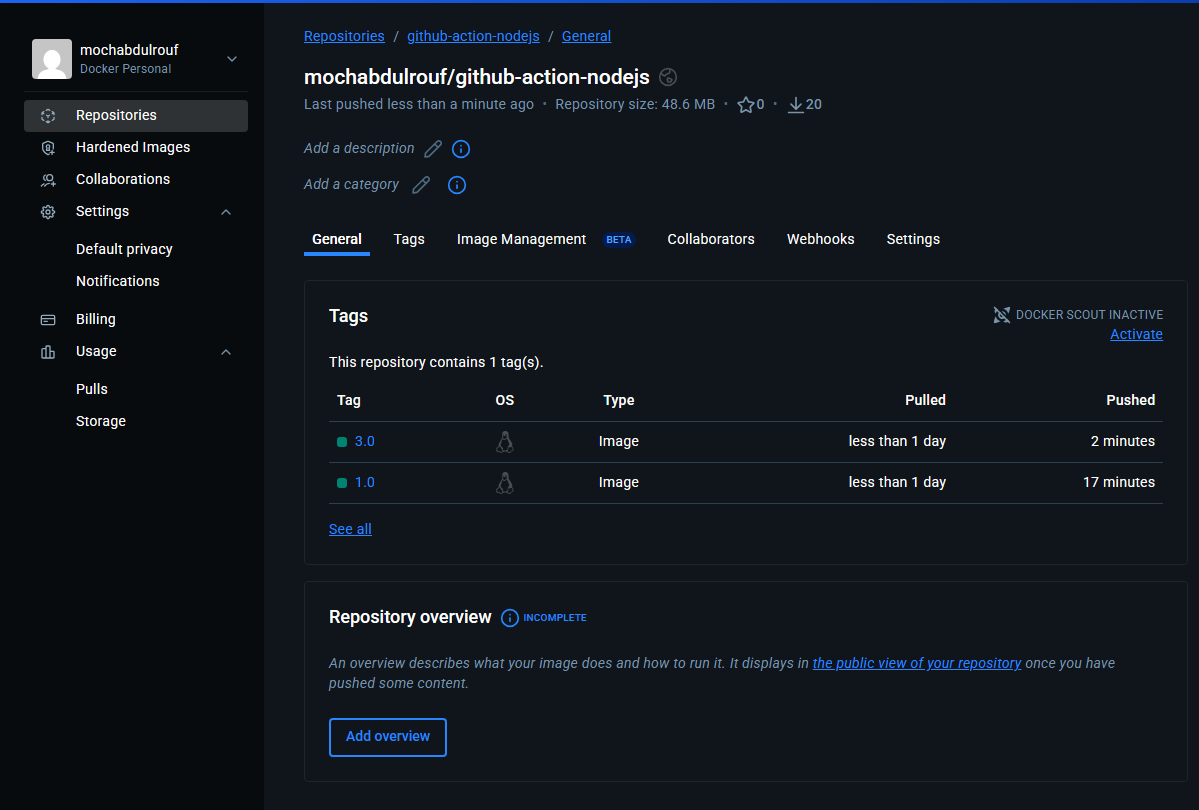 mochabdulrouf
Docker Personal
Repositories
Hardened Images
Collaborations
Settings
Default privacy
Notifications
Billing
Usage
Pulls
Storage
Repositories / github-action-nodejs / General
mochabdulrouf/github-action-nodejs
Last pushed less than a minute ago • Repository size: 48.6 MB • 0 • 20
Add a description
Add a category
General Tags Image Management BETA Collaborators Webhooks Settings
Tags
DOCKER SCOUT INACTIVE
Activate
This repository contains 1 tag(s).
Tag OS Type Pulled Pushed
3.0 Image less than 1 day 2 minutes
1.0 Image less than 1 day 17 minutes
See all
Repository overview INCOMPLETE
An overview describes what your image does and how to run it. It displays in the public view of your repository once you have
pushed some content.
Add overview